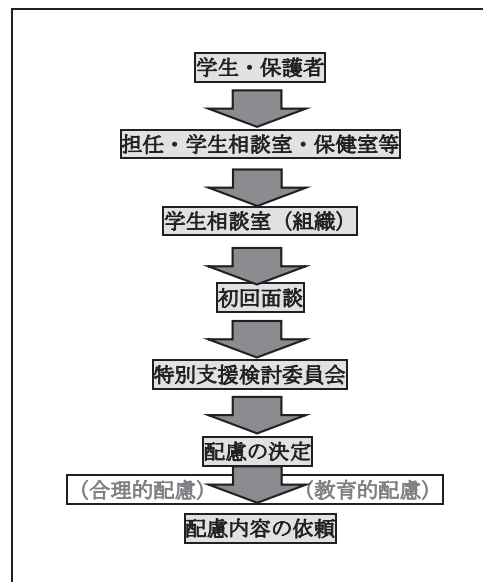 学生・保護者
担任・学生相談室・保健室等
学生相談室（組織）
初回面談
特別支援検討委員会
配慮の決定
（合理的配慮）　（教育的配慮）
配慮内容の依頼